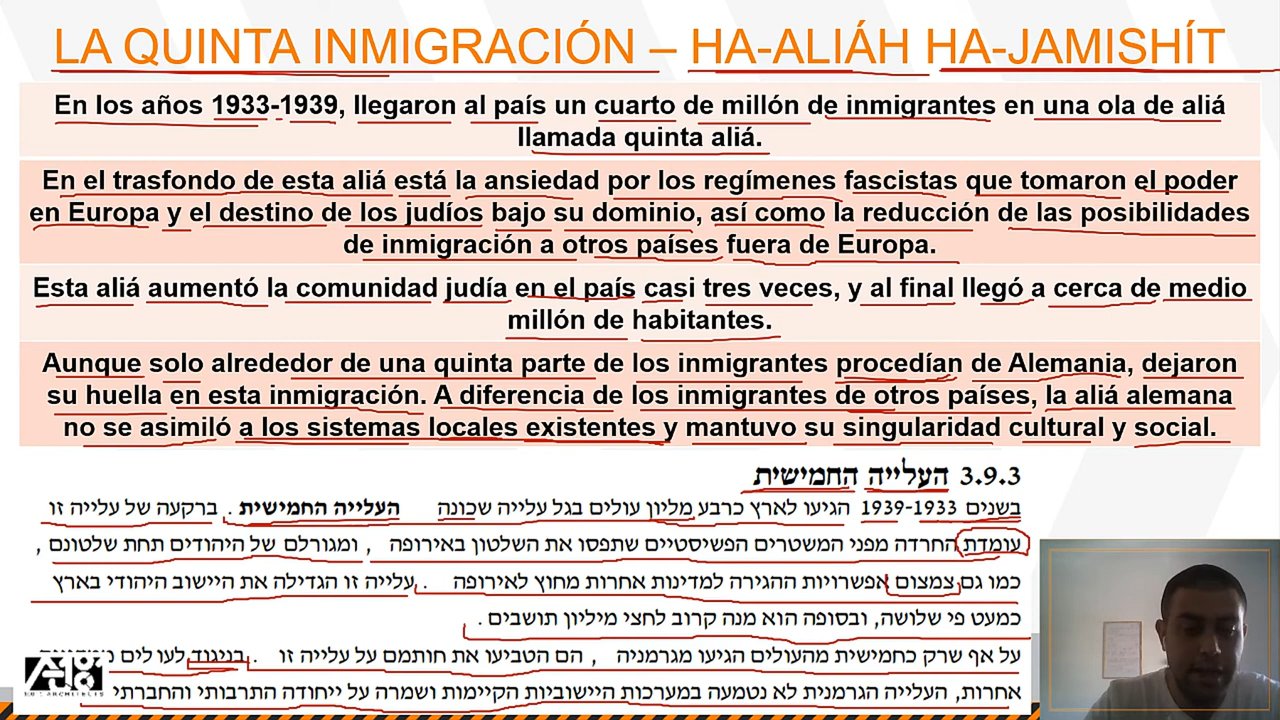 LA QUINTA INMIGRACIÓN – HA-ALIÁH HA-JAMISHÍT
En los años 1933-1939, llegaron al país un cuarto de millón de inmigrantes en una ola de aliá
llamada quinta aliá.
En el trasfondo de esta aliá está la ansiedad por los regímenes fascistas que tomaron el poder
en Europa y el destino de los judíos bajo su dominio, así como la reducción de las posibilidades
de inmigración a otros países fuera de Europa.
Esta aliá aumentó la comunidad judía en el país casi tres veces, y al final llegó a cerca de medio
millón de habitantes.
Aunque solo alrededor de una quinta parte de los inmigrantes procedían de Alemania, dejaron
su huella en esta inmigración. A diferencia de los inmigrantes de otros países, la aliá alemana
no se asimiló a los sistemas locales existentes y mantuvo su singularidad cultural y social.
3.9.3 העלייה החמישית
בשנים 1933-1939 הגיעו לארץ כרבע מליון עולים בגל עלייה שכונה העלייה החמישית . ברקעה של עלייה זו
עומדת החרדה מפני המשטרים הפשיסטיים שתפסו את השלטון באירופה , ומגורלם של היהודים תחת שלטונם ,
כמו גם צמצום אפשרויות ההגירה למדינות אחרות מחוץ לאירופה . עלייה זו הגדילה את היישוב היהודי בארץ
כמעט פי שלושה, ובסופה הוא מנה קרוב לחצי מיליון תושבים .
על אף שרק כחמישית מהעולים הגיעו מגרמניה , הם הטביעו את חותמם על עלייה זו . בניגוד לעולים
אחרות, העלייה הגרמנית לא נטמעה במערכות היישוביות הקיימות ושמרה על ייחודה התרבותי והחברתי